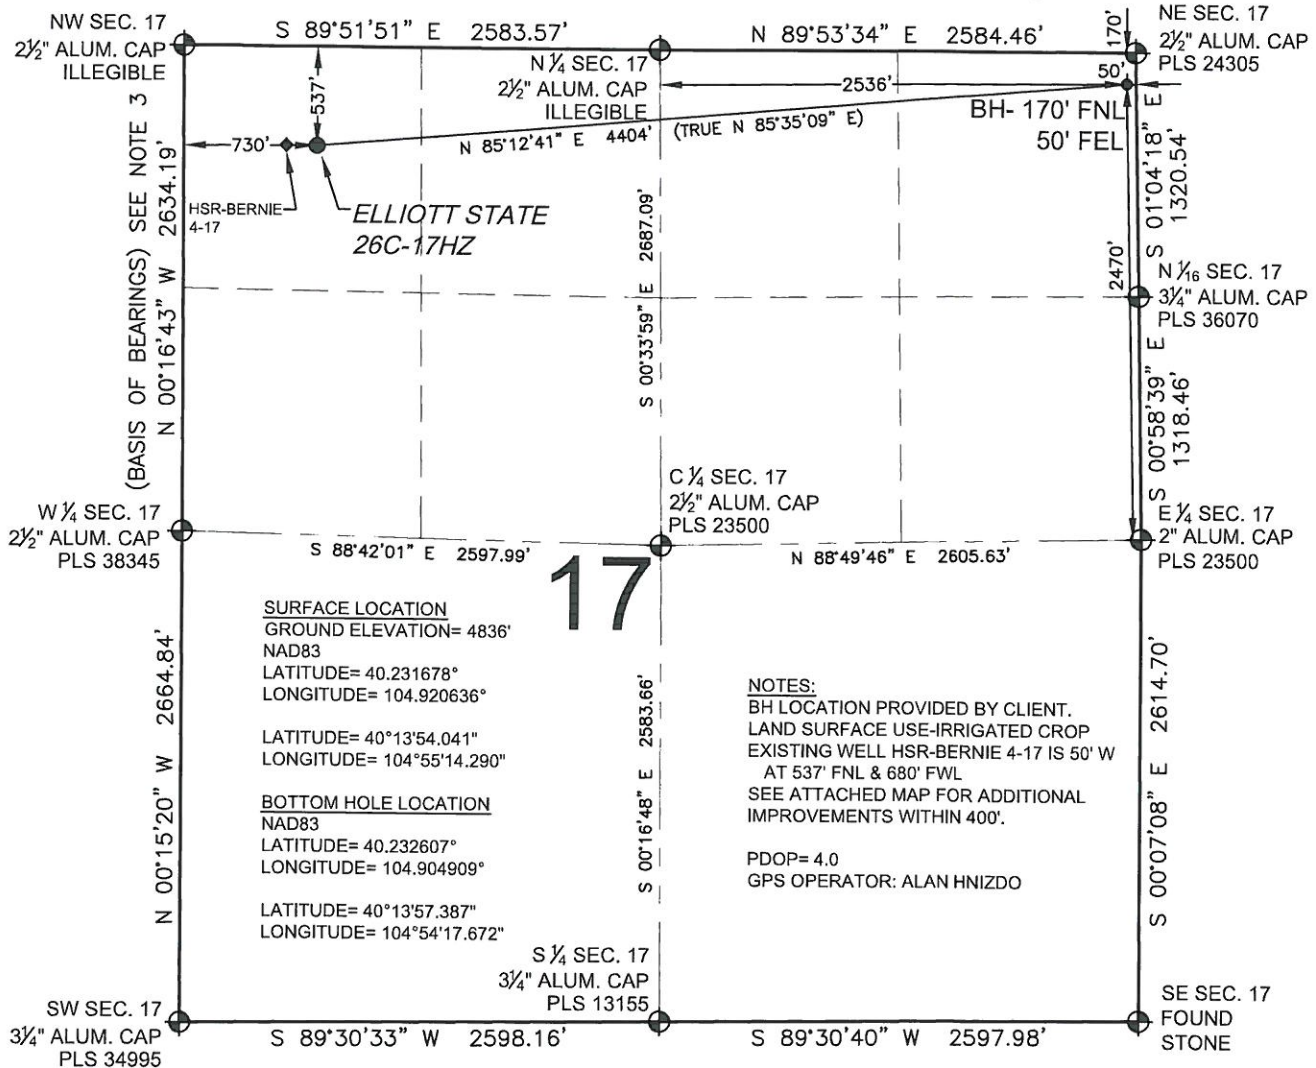 NW SEC. 17
2½" ALUM. CAP
ILLEGIBLE
S 89°51'51" E 2583.57'
N ¼ SEC. 17
2½" ALUM. CAP
ILLEGIBLE
N 89°53'34" E 2584.46'
170'
NE SEC. 17
2½" ALUM. CAP
PLS 24305
50'
2536'
BH- 170' FNL
50' FEL
537'
730'
N 85°12'41" E 4404' (TRUE N 85°35'09" E)
HSR-BERNIE
4-17
ELLIOTT STATE
26C-17HZ
(BASIS OF BEARINGS) SEE NOTE 3
N 00°16'43" W 2634.19'
S 00°33'59" E 2687.09'
2470'
S 01°04'18" E
1320.54'
N 1/16 SEC. 17
3¼" ALUM. CAP
PLS 36070
S 00°58'39" E
1318.46'
W ¼ SEC. 17
2½" ALUM. CAP
PLS 38345
C ¼ SEC. 17
2½" ALUM. CAP
PLS 23500
E ¼ SEC. 17
2" ALUM. CAP
PLS 23500
S 88°42'01" E 2597.99'
N 88°49'46" E 2605.63'
17
SURFACE LOCATION
GROUND ELEVATION= 4836'
NAD83
LATITUDE= 40.231678°
LONGITUDE= 104.920636°
LATITUDE= 40°13'54.041"
LONGITUDE= 104°55'14.290"
BOTTOM HOLE LOCATION
NAD83
LATITUDE= 40.232607°
LONGITUDE= 104.904909°
LATITUDE= 40°13'57.387"
LONGITUDE= 104°54'17.672"
NOTES:
BH LOCATION PROVIDED BY CLIENT.
LAND SURFACE USE-IRRIGATED CROP
EXISTING WELL HSR-BERNIE 4-17 IS 50' W
AT 537' FNL & 680' FWL
SEE ATTACHED MAP FOR ADDITIONAL
IMPROVEMENTS WITHIN 400'.
PDOP= 4.0
GPS OPERATOR: ALAN HNIZDO
N 00°15'20" W 2664.84'
S 00°16'48" E 2583.66'
S 00°07'08" E 2614.70'
SW SEC. 17
3¼" ALUM. CAP
PLS 34995
S ¼ SEC. 17
3¼" ALUM. CAP
PLS 13155
SE SEC. 17
FOUND
STONE
S 89°30'33" W 2598.16'
S 89°30'40" W 2597.98'